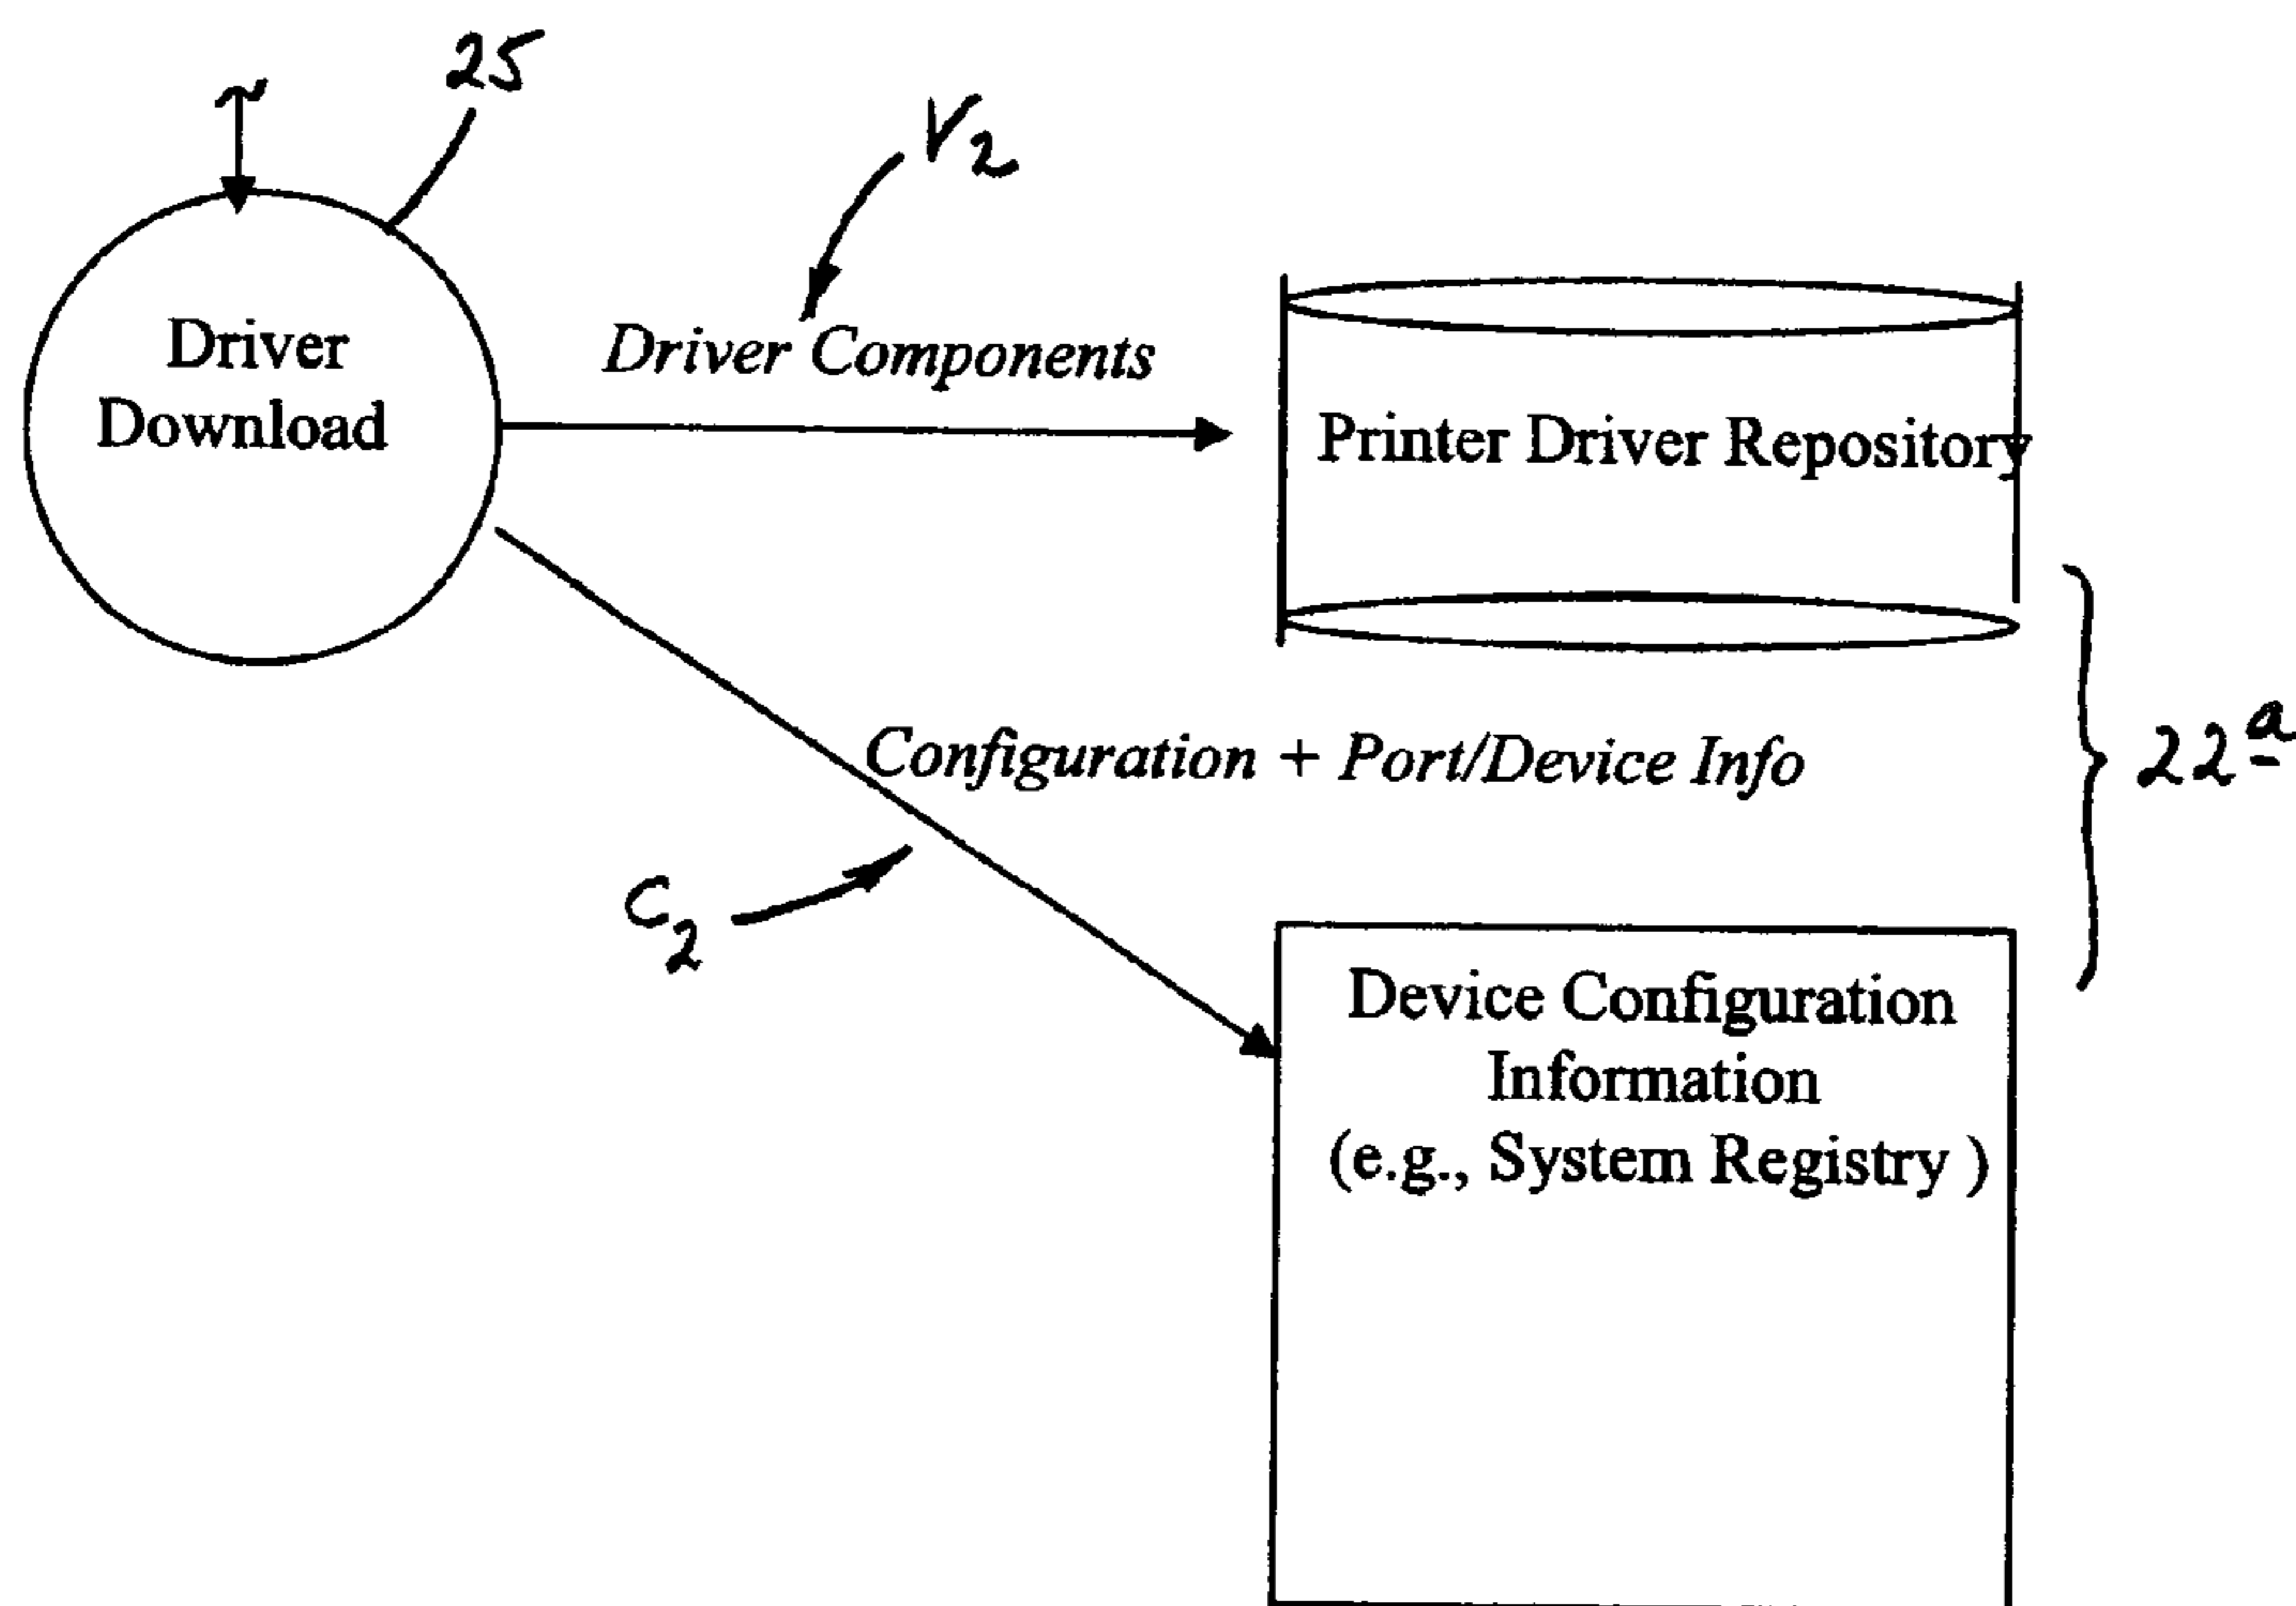 25
V2
Driver
Download
Driver Components
Printer Driver Repository
Configuration + Port/Device Info
22a
C2
Device Configuration
Information
(e.g., System Registry )